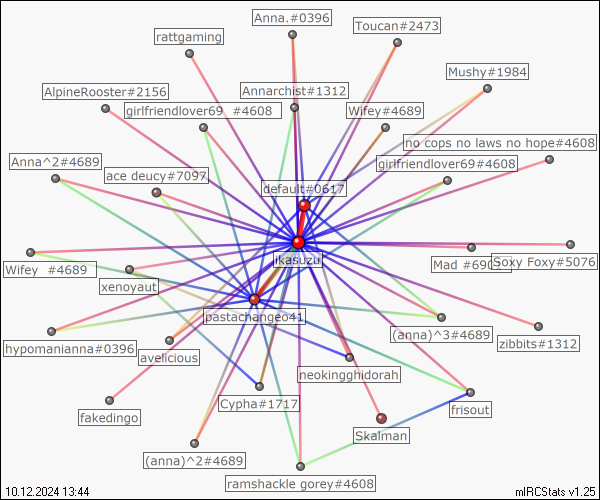 Anna.#0396
Toucan#2473
rattgaming
Mushy#1984
AlpineRooster#2156
Annarchist#1312
girlfriendlover69_ #4608
Wifey#4689
no cops no laws no hope#4608
Anna^2#4689
girlfriendlover69#4608
ace deucy#7097
default#0617
ikasuzu
Mad #690
Soxy Foxy#5076
Wifey_ #4689
xenoyaut
pastachangeo41
(anna)^3#4689
zibbits#1312
hypomanianna#0396
avelicious
neokingghidorah
Cypha#1717
frisout
fakedingo
Skalman
(anna)^2#4689
ramshackle gorey#4608
10.12.2024 13:44
mIRCStats v1.25